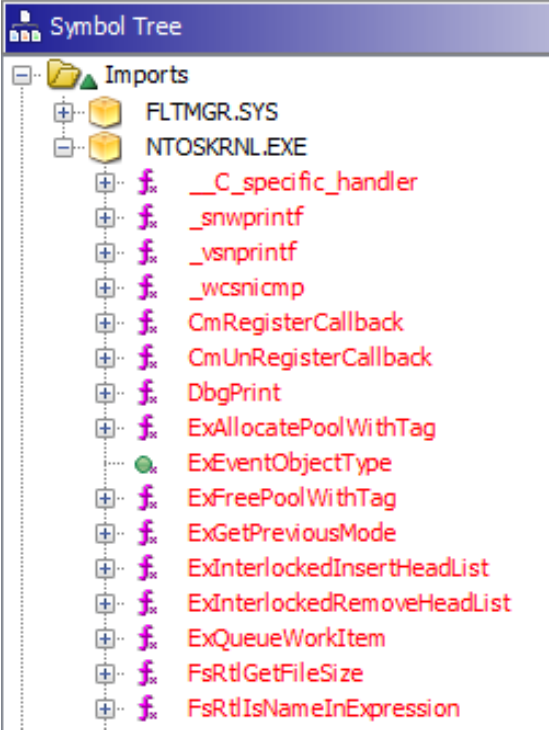 Symbol Tree
Imports
FLTMGR.SYS
NTOSKRNL.EXE
__C_specific_handler
_snwprintf
_vsnprintf
_wcsnicmp
CmRegisterCallback
CmUnRegisterCallback
DbgPrint
ExAllocatePoolWithTag
ExEventObjectType
ExFreePoolWithTag
ExGetPreviousMode
ExInterlockedInsertHeadList
ExInterlockedRemoveHeadList
ExQueueWorkItem
FsRtlGetFileSize
FsRtlIsNameInExpression